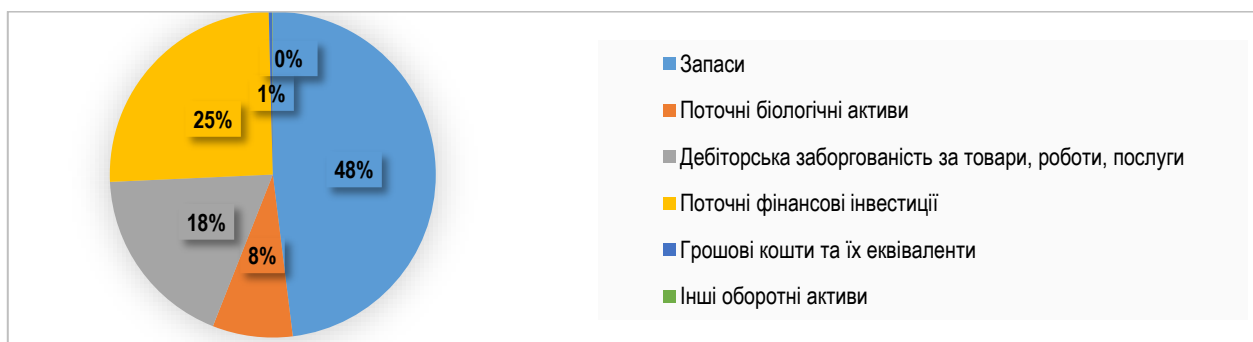 0%
1%
25%
48%
18%
8%
Запаси
Поточні біологічні активи
Дебіторська заборгованість за товари, роботи, послуги
Поточні фінансові інвестиції
Грошові кошти та їх еквіваленти
Інші оборотні активи